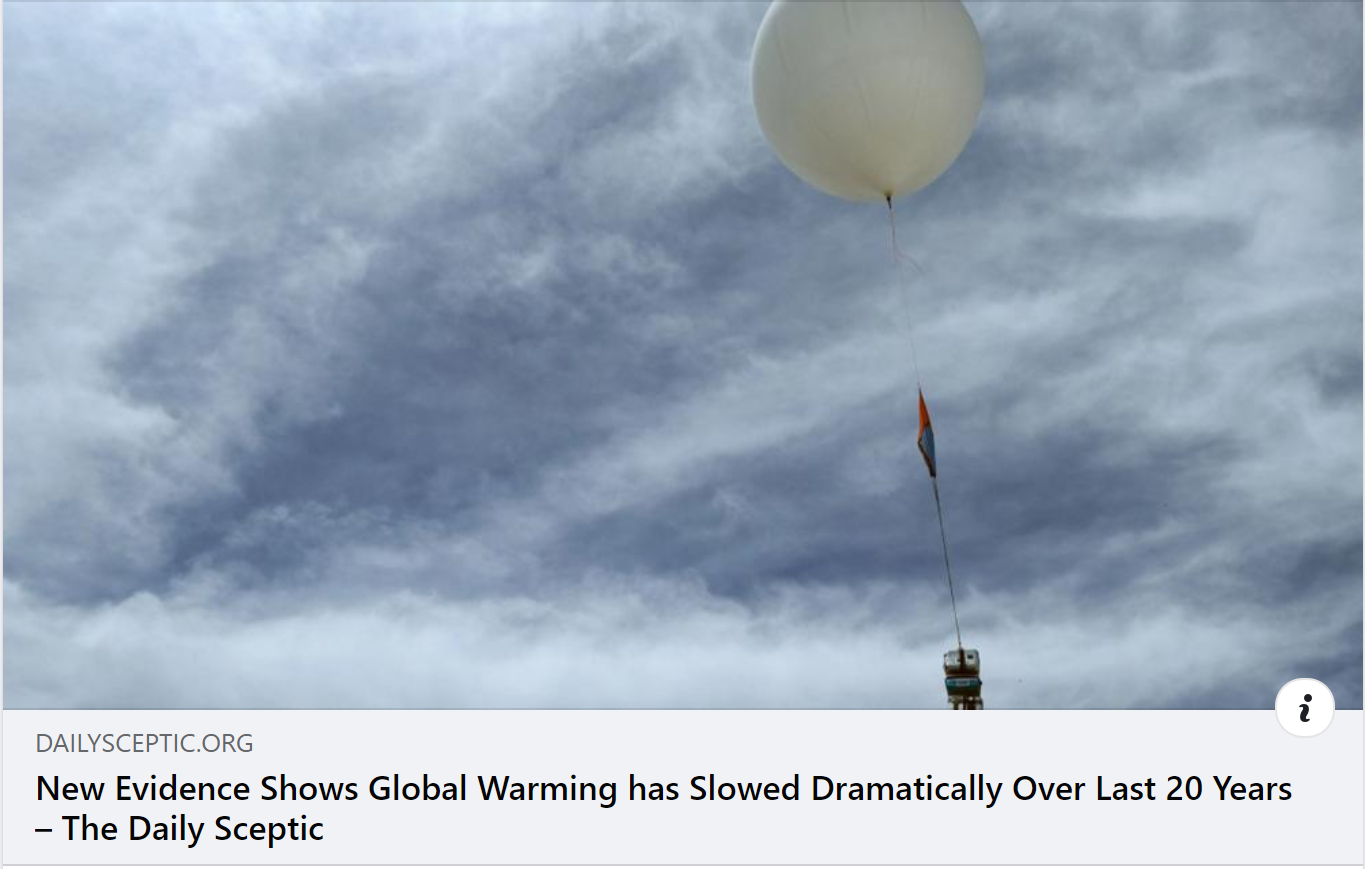 DAILYSCEPTIC.ORG
New Evidence Shows Global Warming has Slowed Dramatically Over Last 20 Years
– The Daily Sceptic